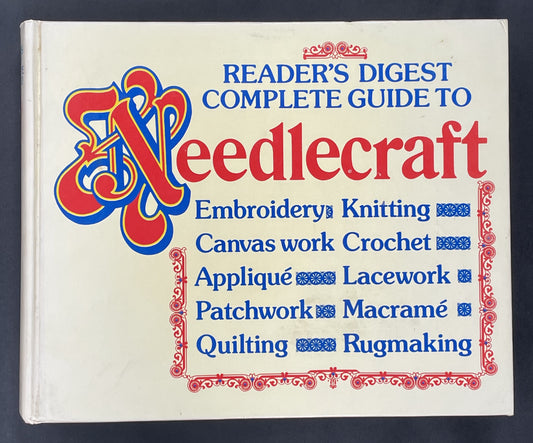 READER'S DIGEST
COMPLETE GUIDE TO
Needlecraft
Embroidery Knitting
Canvas work Crochet
Appliqué Lacework
Patchwork Macramé
Quilting Rugmaking